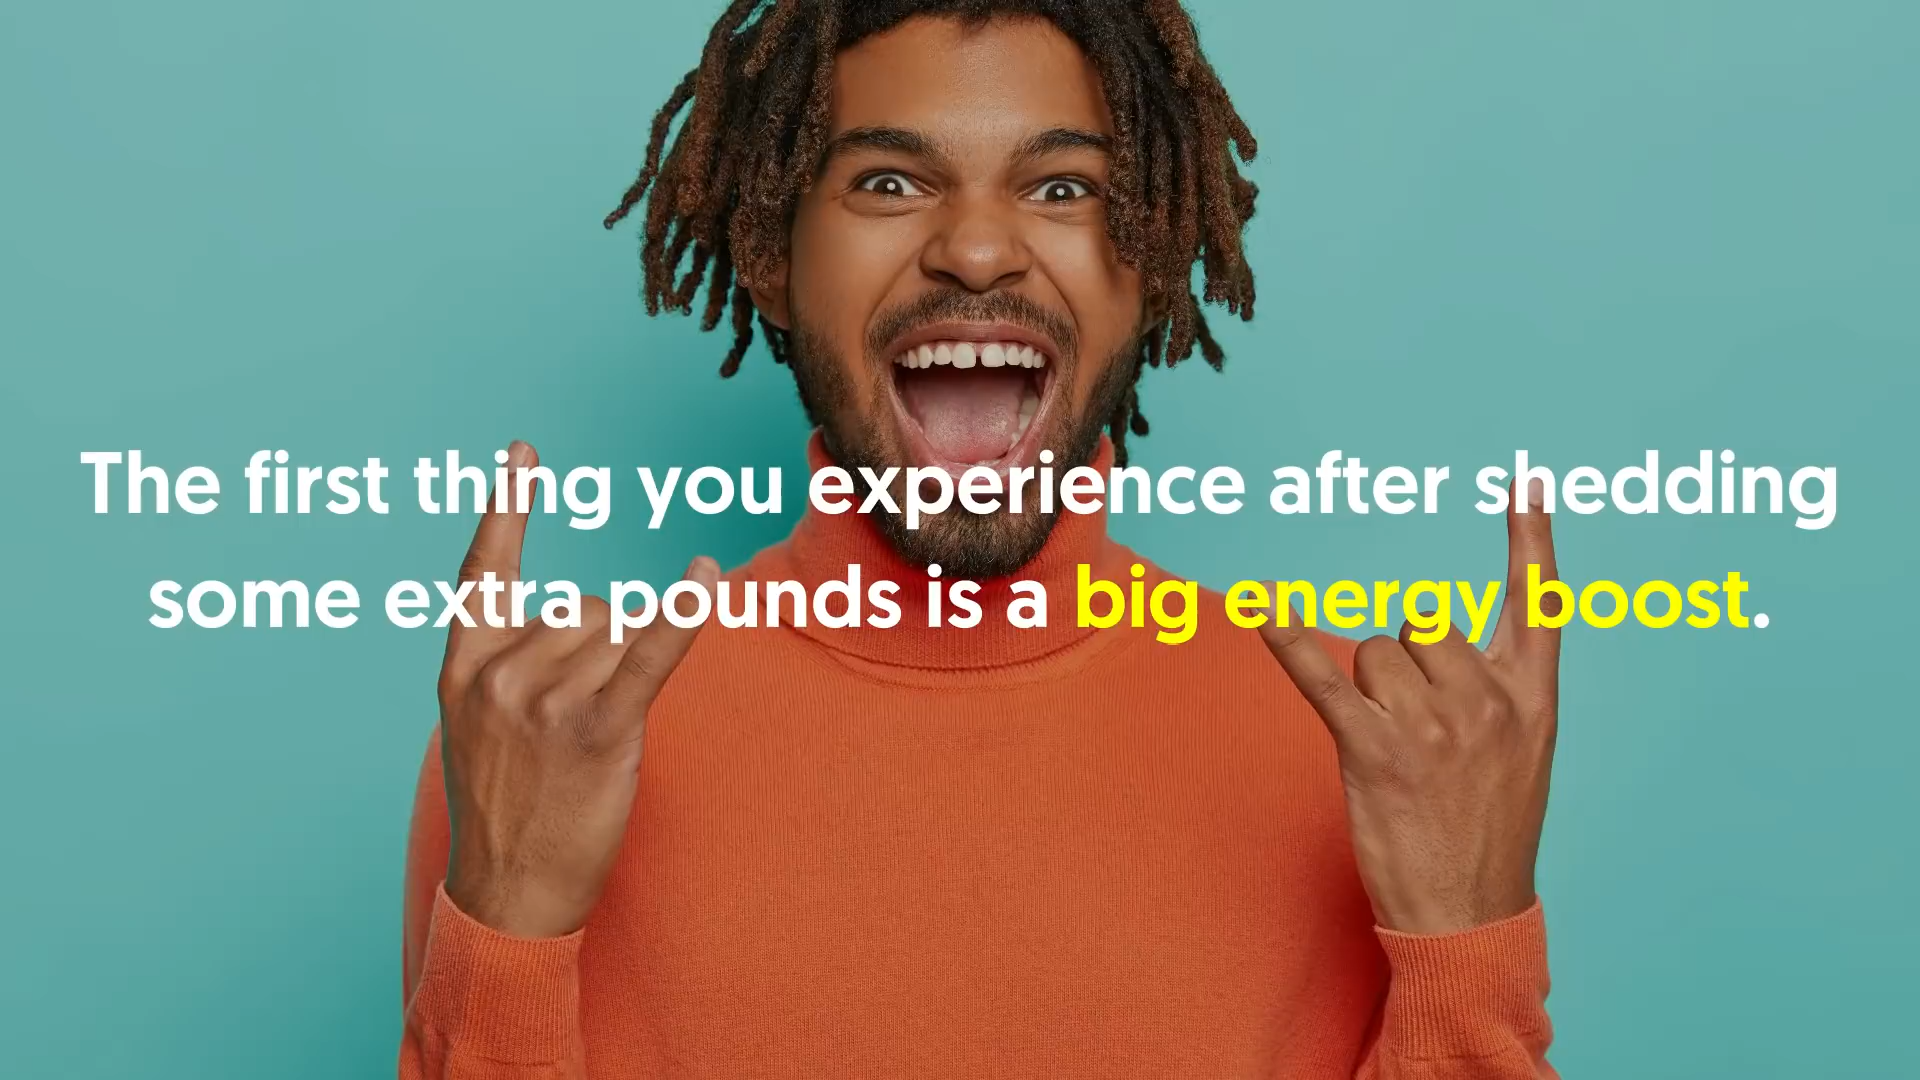 The first thing you experience after shedding
some extra pounds is a big energy boost.